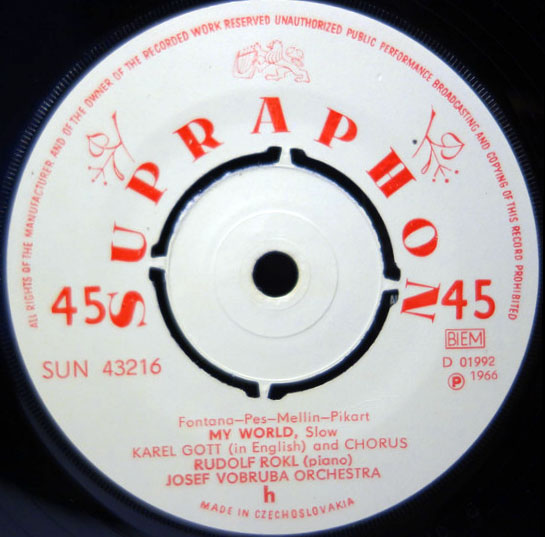 ALL RIGHTS OF THE MANUFACTURER AND OF THE OWNER OF THE RECORDED WORK RESERVED UNAUTHORIZED PUBLIC PERFORMANCE BROADCASTING AND COPYING OF THIS RECORD PROHIBITED
SUPRAPHON
45 45
BIEM
SUN 43216
D 01992
Ⓟ 1966
Fontana—Pes—Mellin—Pikart
MY WORLD, Slow
KAREL GOTT (in English) and CHORUS
RUDOLF ROKL (piano)
JOSEF VOBRUBA ORCHESTRA
h
MADE IN CZECHOSLOVAKIA